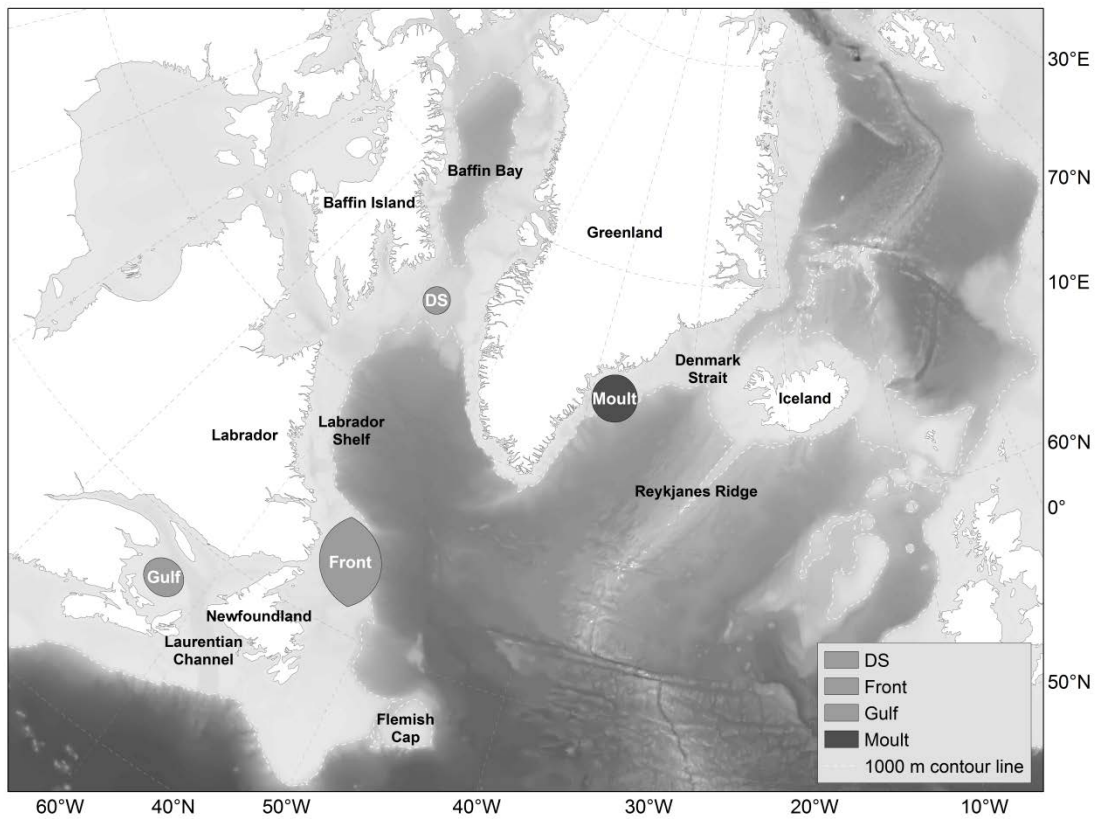 30°E
Baffin Bay
70°N
Baffin Island
Greenland
10°E
DS
Denmark
Strait
Moult
Iceland
Labrador
Shelf
Labrador
60°N
Reykjanes Ridge
0°
Front
Gulf
Newfoundland
Laurentian
Channel
DS
Front
Gulf
Moult
1000 m contour line
50°N
Flemish
Cap
60°W
40°N
50°W
40°W
30°W
20°W
10°W